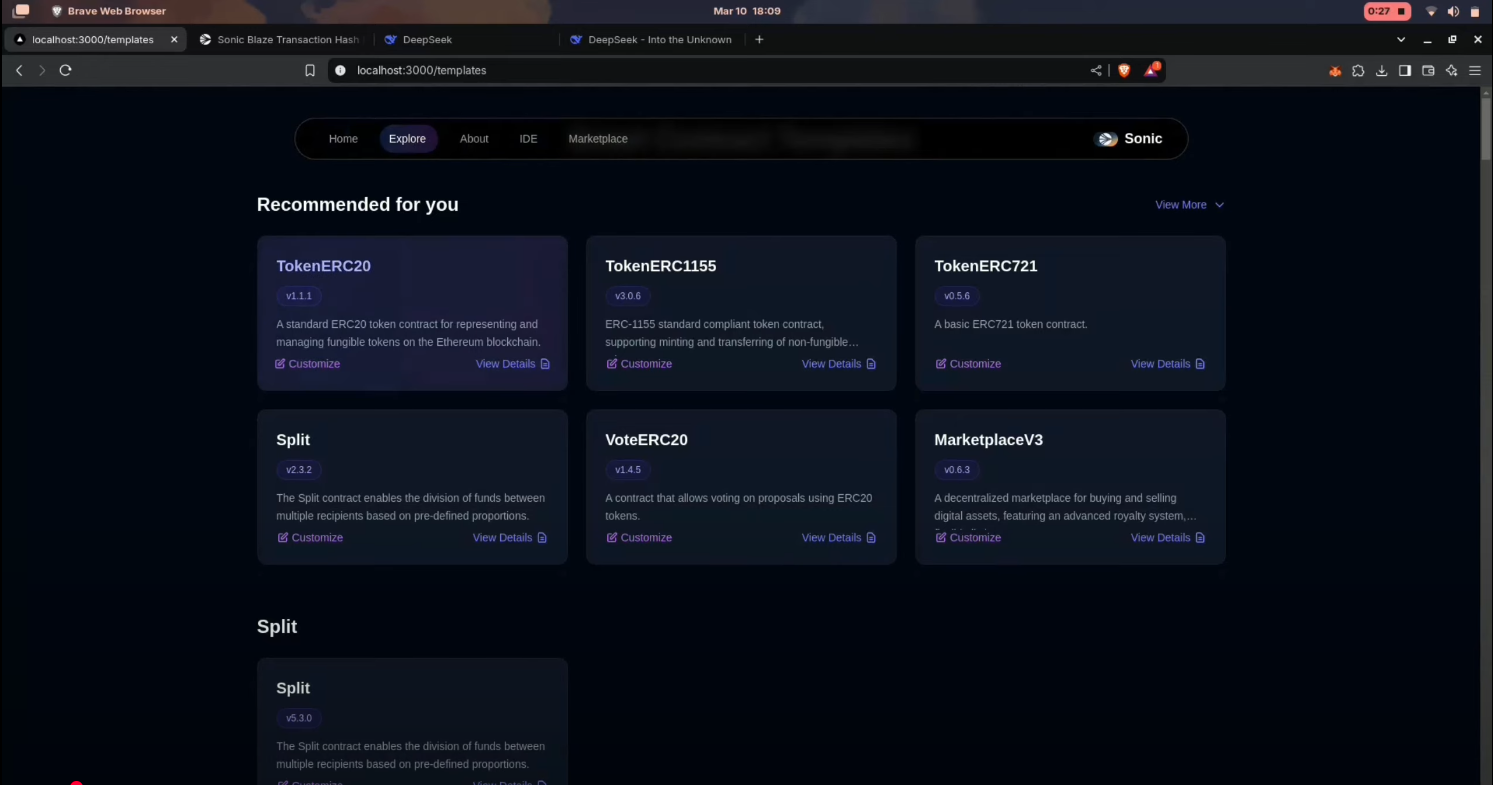 Brave Web Browser
Mar 10 18:09
0:27
localhost:3000/templates
Sonic Blaze Transaction Hash
DeepSeek
DeepSeek - Into the Unknown
localhost:3000/templates
Home
Explore
About
IDE
Marketplace
Sonic
Recommended for you
View More
TokenERC20
v1.1.1
A standard ERC20 token contract for representing and
managing fungible tokens on the Ethereum blockchain.
Customize
View Details
TokenERC1155
v3.0.6
ERC-1155 standard compliant token contract,
supporting minting and transferring of non-fungible…
Customize
View Details
TokenERC721
v0.5.6
A basic ERC721 token contract.
Customize
View Details
Split
v2.3.2
The Split contract enables the division of funds between
multiple recipients based on pre-defined proportions.
Customize
View Details
VoteERC20
v1.4.5
A contract that allows voting on proposals using ERC20
tokens.
Customize
View Details
MarketplaceV3
v0.6.3
A decentralized marketplace for buying and selling
digital assets, featuring an advanced royalty system,…
Customize
View Details
Split
Split
v5.3.0
The Split contract enables the division of funds between
multiple recipients based on pre-defined proportions.
Customize
View Details